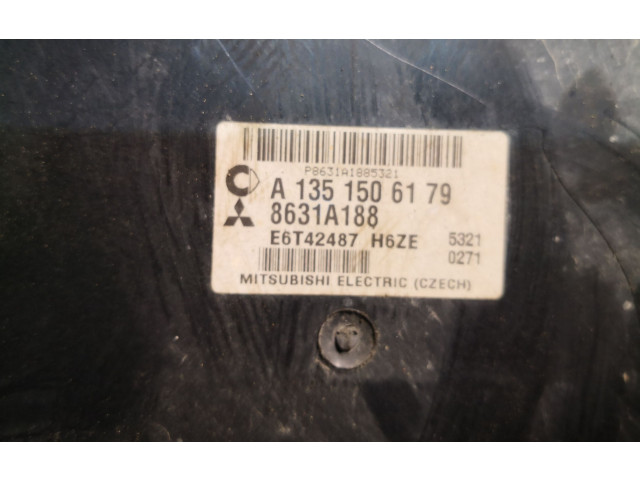 P8631A1885321
A 135 150 61 79
8631A188
E6T42487 H6ZE 5321
0271
MITSUBISHI ELECTRIC (CZECH)